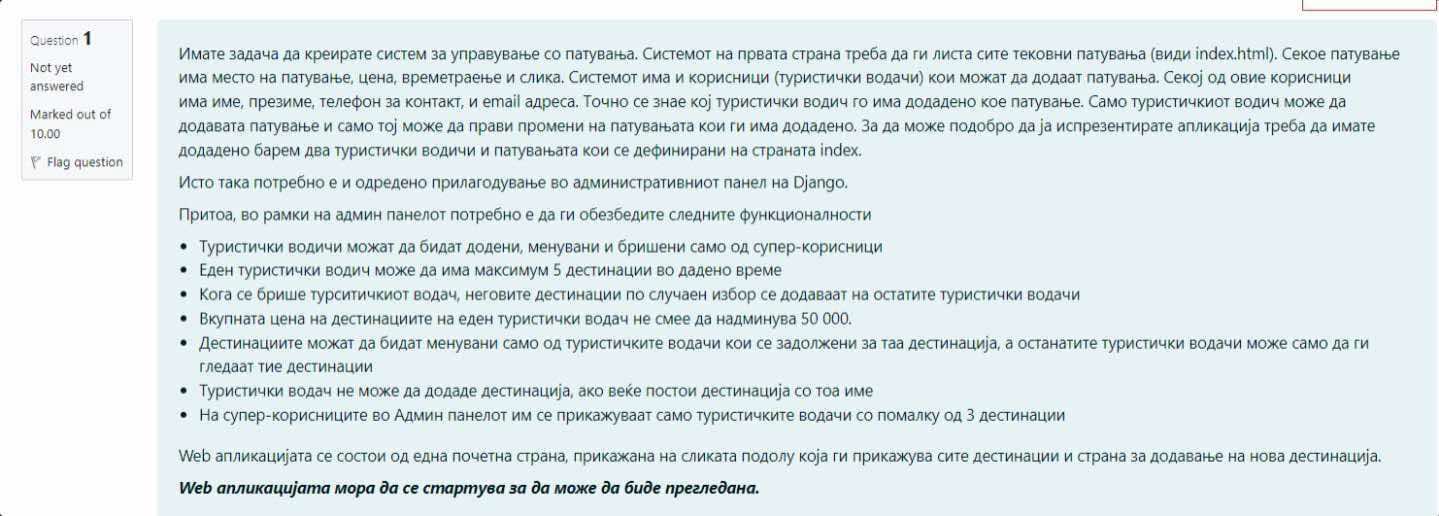 Question 1
Not yet
answered
Marked out of
10.00
Flag question
Имате задача да креирате систем за управување со патувања. Системот на првата страна треба да ги листа сите тековни патувања (види index.html). Секое патување
има место на патување, цена, времетраење и слика. Системот има и корисници (туристички водачи) кои можат да додаат патувања. Секој од овие корисници
има име, презиме, телефон за контакт, и email адреса. Точно се знае кој туристички водич го има додадено кое патување. Само туристичкиот водич може да
додавата патување и само тој може да прави промени на патувањата кои ги има додадено. За да може подобро да ја испрезентирате апликација треба да имате
додадено барем два туристички водичи и патувањата кои се дефинирани на страната index.
Исто така потребно е и одредено прилагодување во административниот панел на Django.
Притоа, во рамки на админ панелот потребно е да ги обезбедите следните функционалности
• Туристички водичи можат да бидат додени, менувани и бришени само од супер-корисници
• Еден туристички водич може да има максимум 5 дестинации во дадено време
• Кога се брише турситичкиот водач, неговите дестинации по случаен избор се додаваат на остатите туристички водачи
• Вкупната цена на дестинациите на еден туристички водач не смее да надминува 50 000.
• Дестинациите можат да бидат менувани само од туристичките водачи кои се задолжени за таа дестинација, а останатите туристички водачи може само да ги
гледаат тие дестинации
• Туристички водач не може да додаде дестинација, ако веќе постои дестинација со тоа име
• На супер-корисниците во Админ панелот им се прикажуваат само туристичките водачи со помалку од 3 дестинации
Web апликацијата се состои од една почетна страна, прикажана на сликата подолу која ги прикажува сите дестинации и страна за додавање на нова дестинација.
Web апликацијата мора да се стартува за да може да биде прегледана.